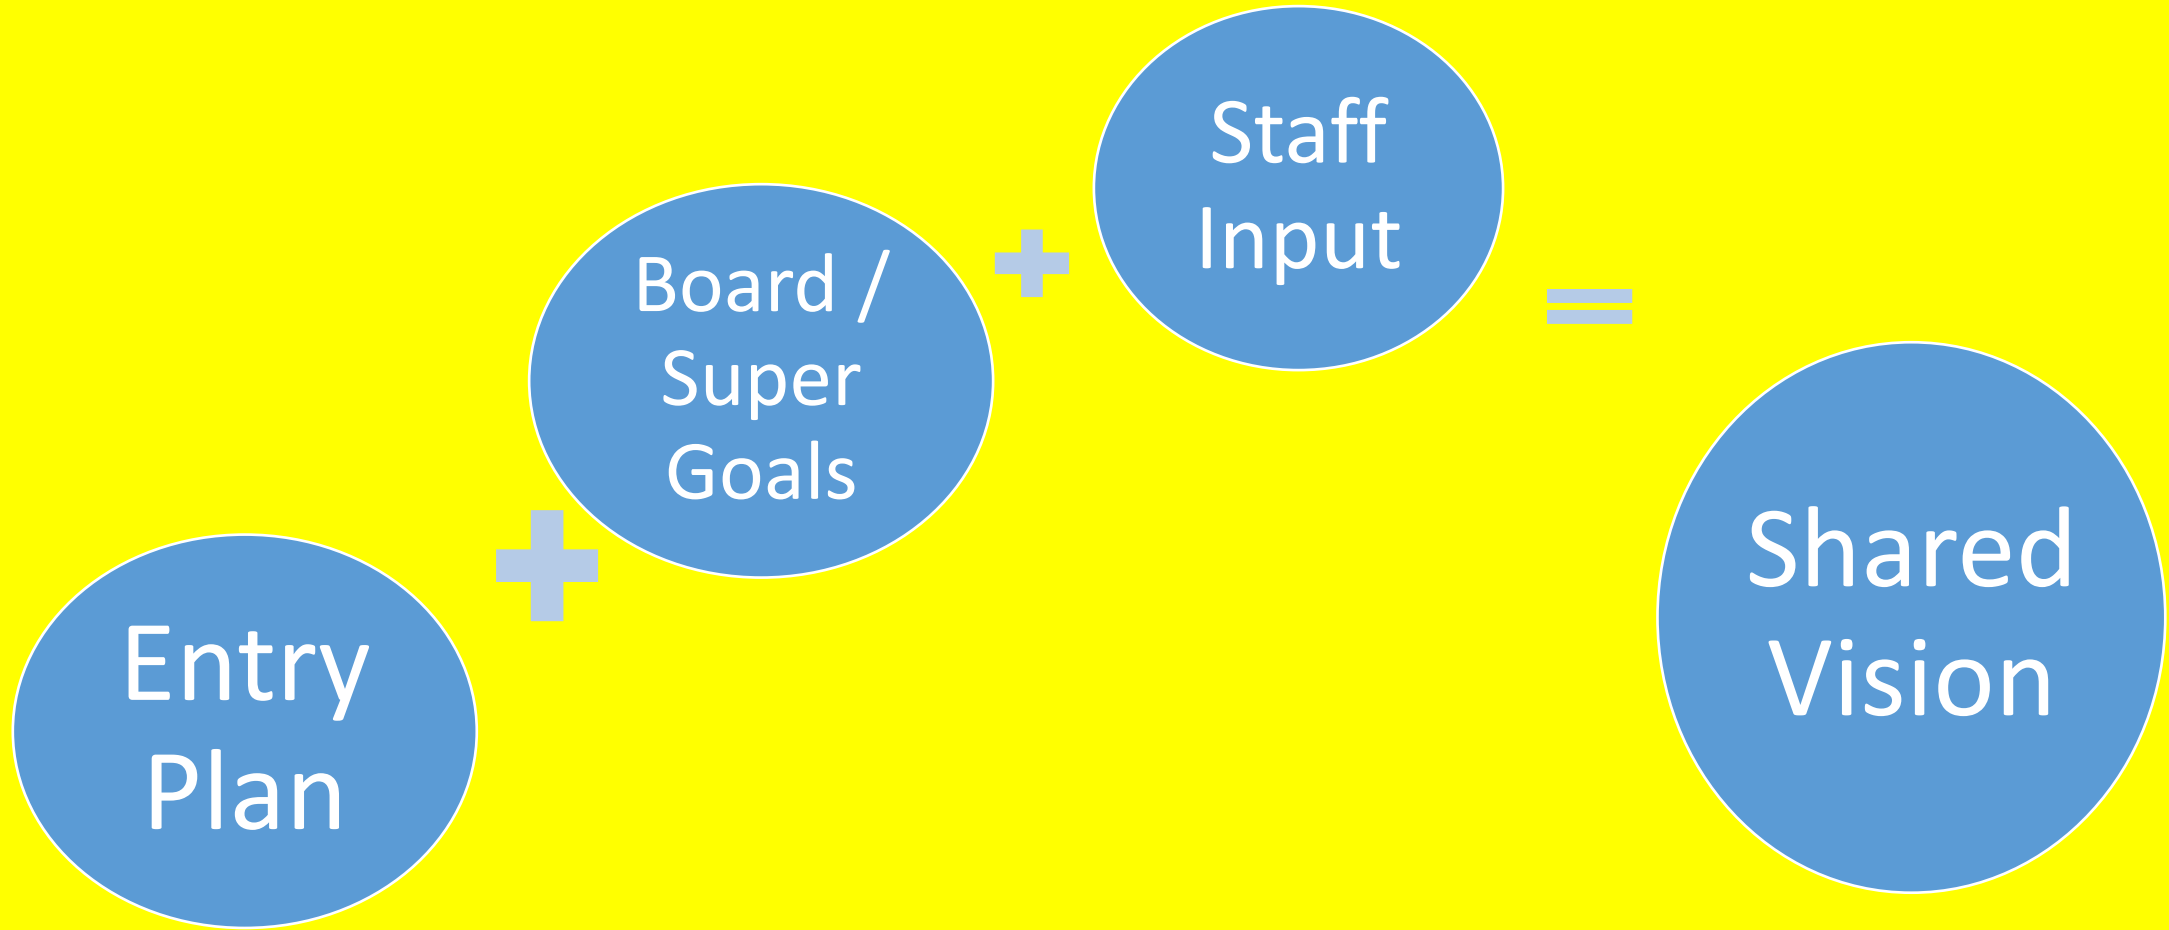 Entry
Plan
+
Board /
Super
Goals
+
Staff
Input
=
Shared
Vision